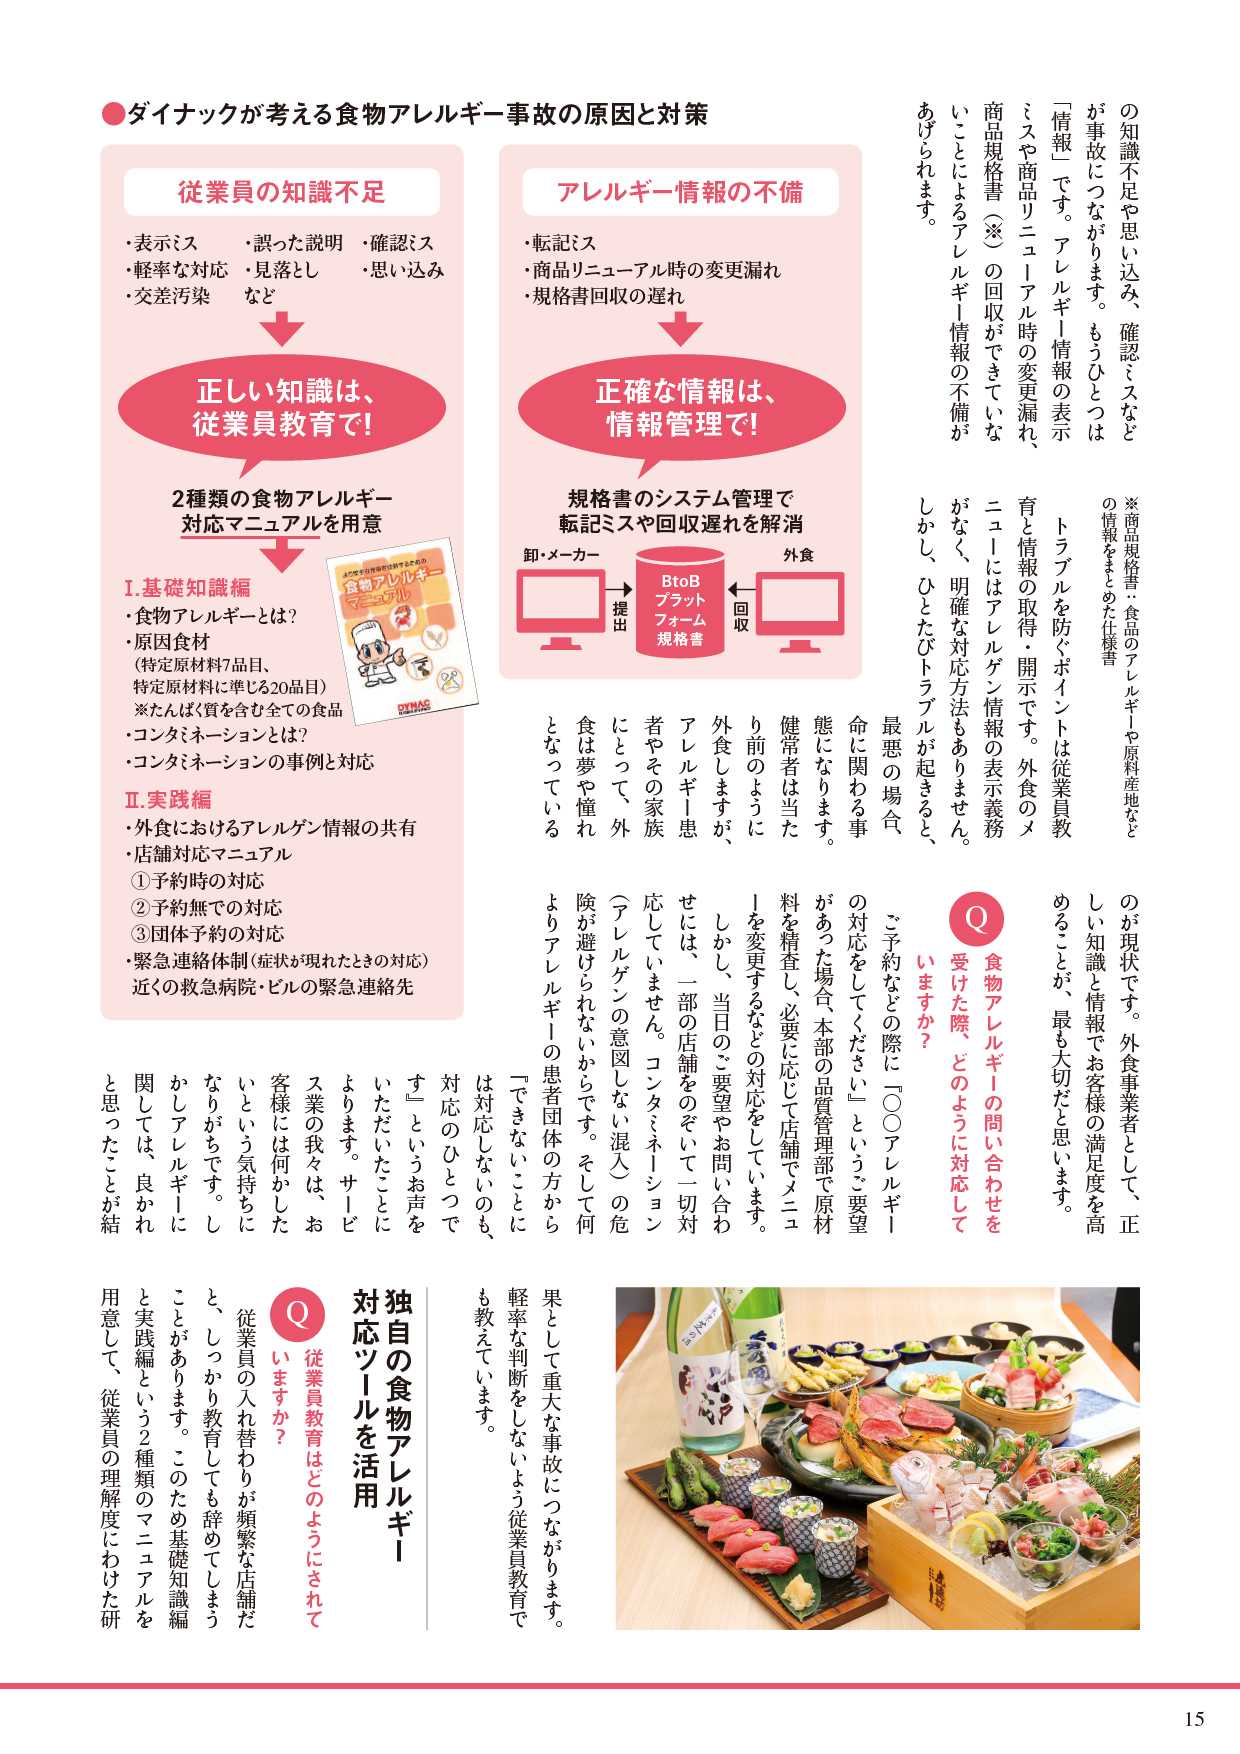 の知識不足や思い込み、確認ミスなど
が事故につながります。もうひとつは
「情報」です。アレルギー情報の表示
ミスや商品リニューアル時の変更漏れ、
商品規格書（※）の回収ができていな
いことによるアレルギー情報の不備が
あげられます。
※商品規格書：食品のアレルギーや原料産地など
の情報をまとめた仕様書
トラブルを防ぐポイントは従業員教
育と情報の取得・開示です。外食のメ
ニューにはアレルゲン情報の表示義務
がなく、明確な対応方法もありません。
しかし、ひとたびトラブルが起きると、
最悪の場合、
命に関わる事
態になります。
健常者は当た
り前のように
外食しますが、
アレルギー患
者やその家族
にとって、外
食は夢や憧れ
となっている
のが現状です。外食事業者として、正
しい知識と情報でお客様の満足度を高
めることが、最も大切だと思います。
Q
食物アレルギーの問い合わせを
受けた際、どのように対応して
いますか？
ご予約などの際に『〇〇アレルギー
の対応をしてください』というご要望
があった場合、本部の品質管理部で原材
料を精査し、必要に応じて店舗でメニュ
ーを変更するなどの対応をしています。
しかし、当日のご要望やお問い合わ
せには、一部の店舗をのぞいて一切対
応していません。コンタミネーション
（アレルゲンの意図しない混入）の危
険が避けられないからです。そして何
よりアレルギーの患者団体の方から
『できないことに
は対応しないのも、
対応のひとつで
す』というお声を
いただいたことに
よります。サービ
ス業の我々は、お
客様には何かした
いという気持ちに
なりがちです。し
かしアレルギーに
関しては、良かれ
と思ったことが結
果として重大な事故につながります。
軽率な判断をしないよう従業員教育で
も教えています。
独自の食物アレルギー
対応ツールを活用
Q
従業員教育はどのようにされて
いますか？
従業員の入れ替わりが頻繁な店舗だ
と、しっかり教育しても辞めてしまう
ことがあります。このため基礎知識編
と実践編という２種類のマニュアルを
用意して、従業員の理解度にわけた研
●ダイナックが考える食物アレルギー事故の原因と対策
従業員の知識不足
・表示ミス ・誤った説明 ・確認ミス
・軽率な対応 ・見落とし ・思い込み
・交差汚染 など
正しい知識は、
従業員教育で！
2種類の食物アレルギー
対応マニュアルを用意
食物アレルギー
マニュアル
DYNAC
Ⅰ.基礎知識編
・食物アレルギーとは？
・原因食材
（特定原材料7品目、
特定原材料に準じる20品目）
※たんぱく質を含む全ての食品
・コンタミネーションとは？
・コンタミネーションの事例と対応
Ⅱ.実践編
・外食におけるアレルゲン情報の共有
・店舗対応マニュアル
①予約時の対応
②予約無での対応
③団体予約の対応
・緊急連絡体制（症状が現れたときの対応）
近くの救急病院・ビルの緊急連絡先
アレルギー情報の不備
・転記ミス
・商品リニューアル時の変更漏れ
・規格書回収の遅れ
正確な情報は、
情報管理で！
規格書のシステム管理で
転記ミスや回収遅れを解消
卸・メーカー
提出
BtoB
プラット
フォーム
規格書
回収
外食
15